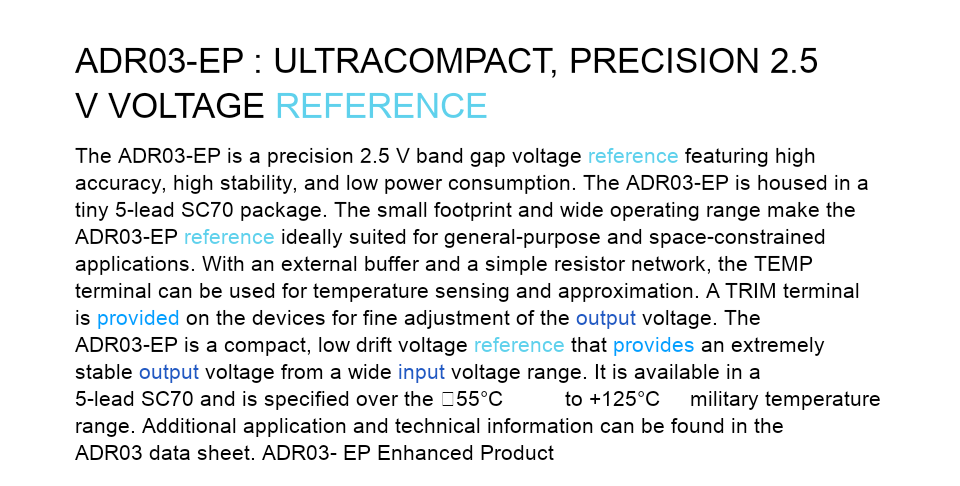 ADR03-EP : ULTRACOMPACT, PRECISION 2.5
V VOLTAGE REFERENCE
The ADR03-EP is a precision 2.5 V band gap voltage reference featuring high
accuracy, high stability, and low power consumption. The ADR03-EP is housed in a
tiny 5-lead SC70 package. The small footprint and wide operating range make the
ADR03-EP reference ideally suited for general-purpose and space-constrained
applications. With an external buffer and a simple resistor network, the TEMP
terminal can be used for temperature sensing and approximation. A TRIM terminal
is provided on the devices for fine adjustment of the output voltage. The
ADR03-EP is a compact, low drift voltage reference that provides an extremely
stable output voltage from a wide input voltage range. It is available in a
5-lead SC70 and is specified over the □55°C to +125°C military temperature
range. Additional application and technical information can be found in the
ADR03 data sheet. ADR03- EP Enhanced Product